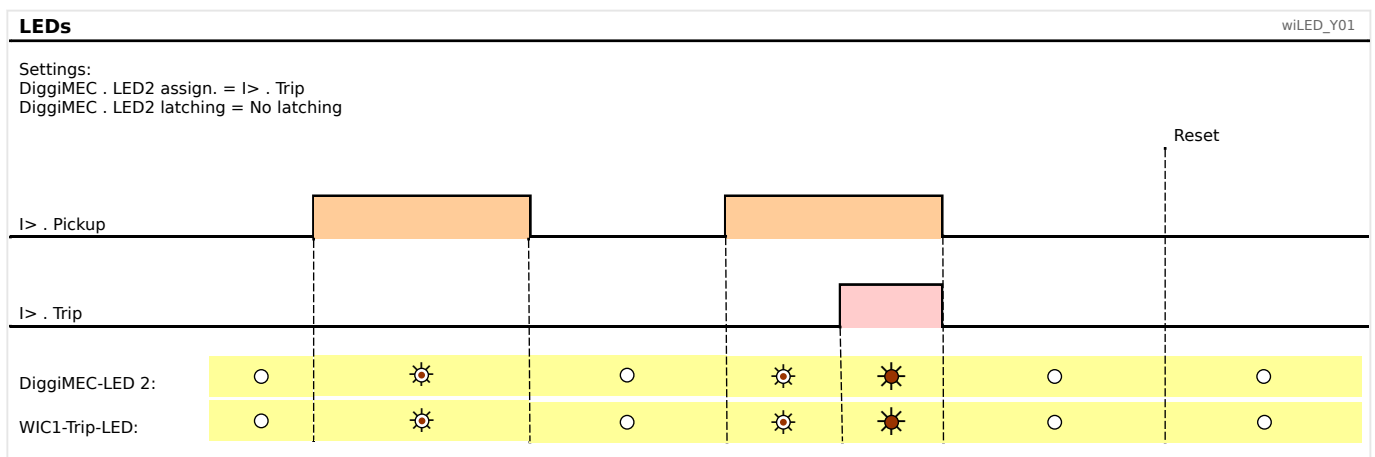 LEDs
wiLED_Y01
Settings:
DiggiMEC . LED2 assign. = I> . Trip
DiggiMEC . LED2 latching = No latching
Reset
I> . Pickup
I> . Trip
DiggiMEC-LED 2:
WIC1-Trip-LED: